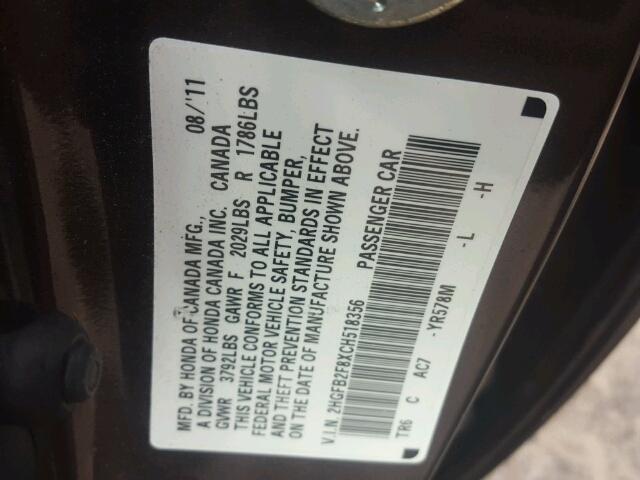 MFD. BY HONDA OF CANADA MFG., 08/'11
A DIVISION OF HONDA CANADA INC. CANADA
GVWR 3792LBS GAWR F 2029LBS R 1786LBS
THIS VEHICLE CONFORMS TO ALL APPLICABLE
FEDERAL MOTOR VEHICLE SAFETY, BUMPER,
AND THEFT PREVENTION STANDARDS IN EFFECT
ON THE DATE OF MANUFACTURE SHOWN ABOVE.
V.I.N. 2HGFB2F8XCH518356 PASSENGER CAR
TR6 C AC7 -YR578M -L -H